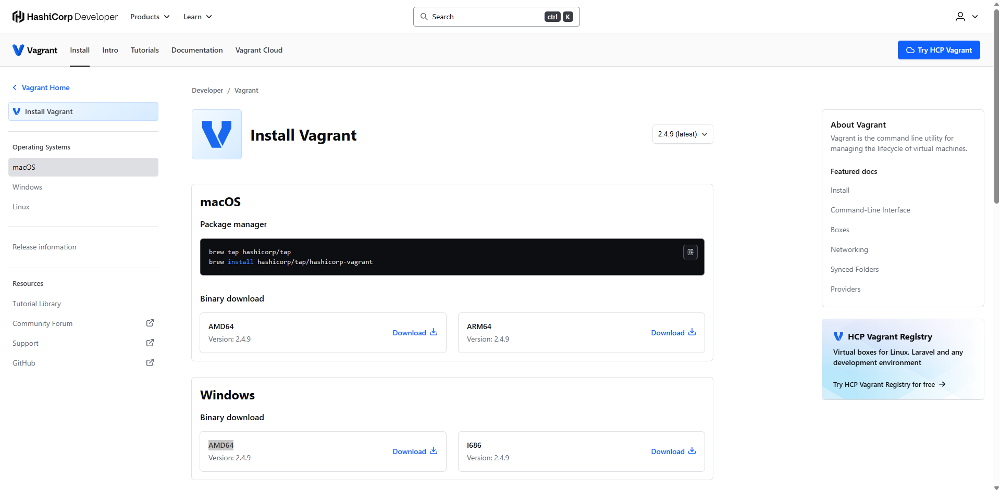 HashiCorp Developer
Products
Learn
Search
ctrl
K
Vagrant
Install
Intro
Tutorials
Documentation
Vagrant Cloud
Try HCP Vagrant
Vagrant Home
Install Vagrant
Operating Systems
macOS
Windows
Linux
Release information
Resources
Tutorial Library
Community Forum
Support
GitHub
Developer / Vagrant
Install Vagrant
2.4.9 (latest)
macOS
Package manager
brew tap hashicorp/tap
brew install hashicorp/tap/hashicorp-vagrant
Binary download
AMD64
Version: 2.4.9
Download
ARM64
Version: 2.4.9
Download
Windows
Binary download
AMD64
Version: 2.4.9
Download
I686
Version: 2.4.9
Download
About Vagrant
Vagrant is the command line utility for
managing the lifecycle of virtual machines.
Featured docs
Install
Command-Line Interface
Boxes
Networking
Synced Folders
Providers
HCP Vagrant Registry
Virtual boxes for Linux, Laravel and any
development environment
Try HCP Vagrant Registry for free